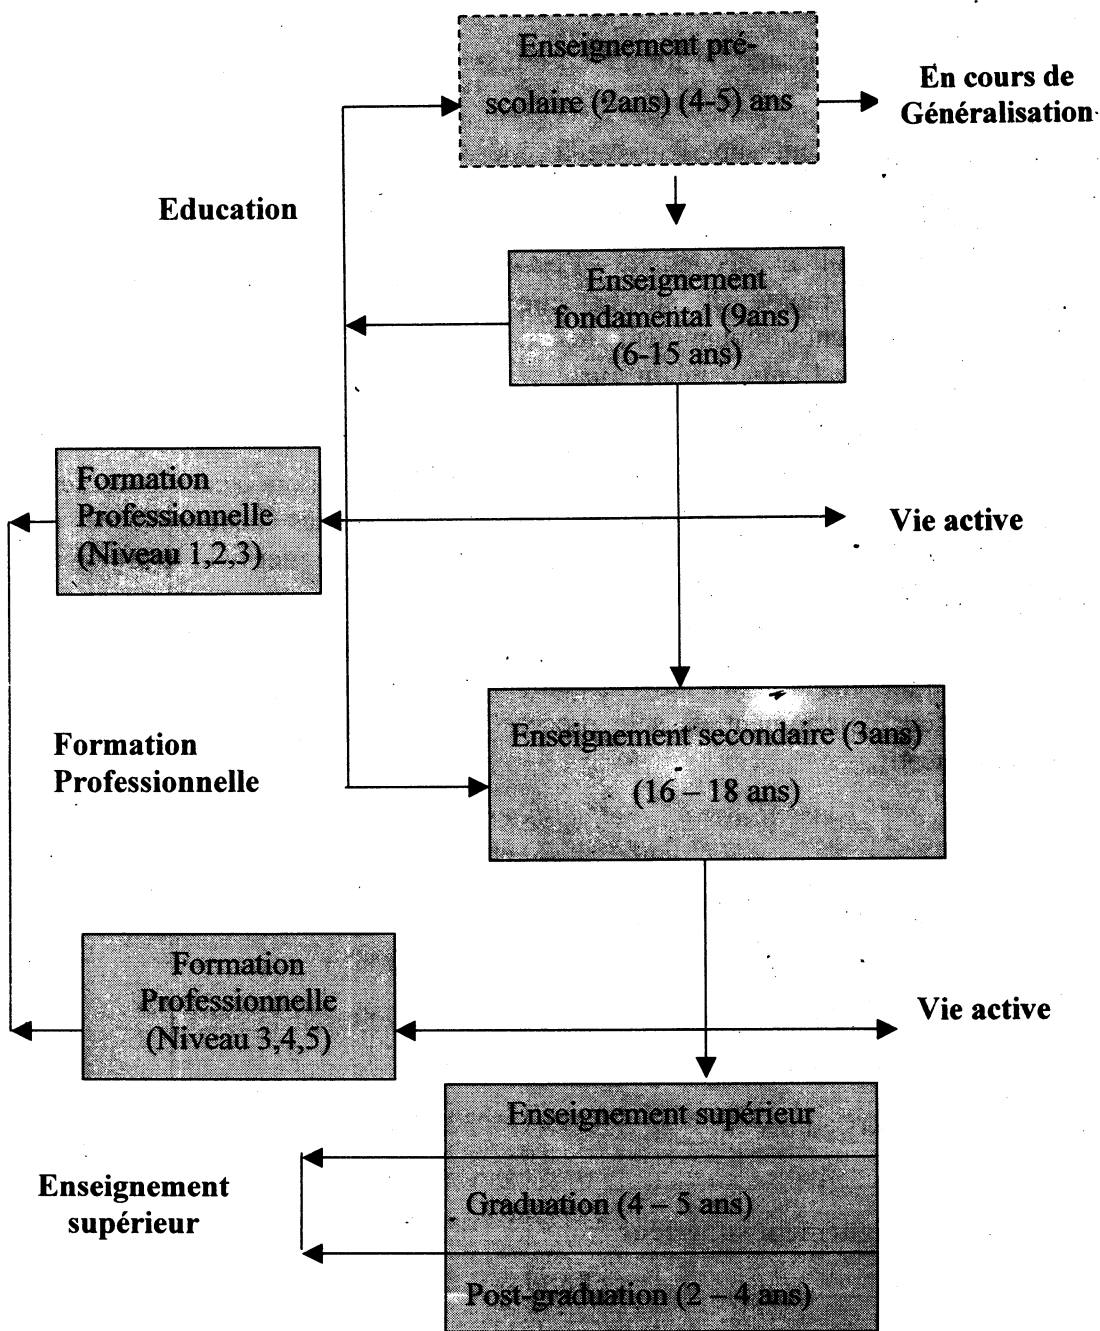 Enseignement pré-
scolaire (2ans) (4-5) ans
En cours de
Généralisation
Education
Enseignement
fondamental (9ans)
(6-15 ans)
Formation
Professionnelle
(Niveau 1,2,3)
Vie active
Enseignement secondaire (3ans)
(16 – 18 ans)
Formation
Professionnelle
Formation
Professionnelle
(Niveau 3,4,5)
Vie active
Enseignement supérieur
Enseignement
supérieur
Graduation (4 – 5 ans)
Post-graduation (2 – 4 ans)